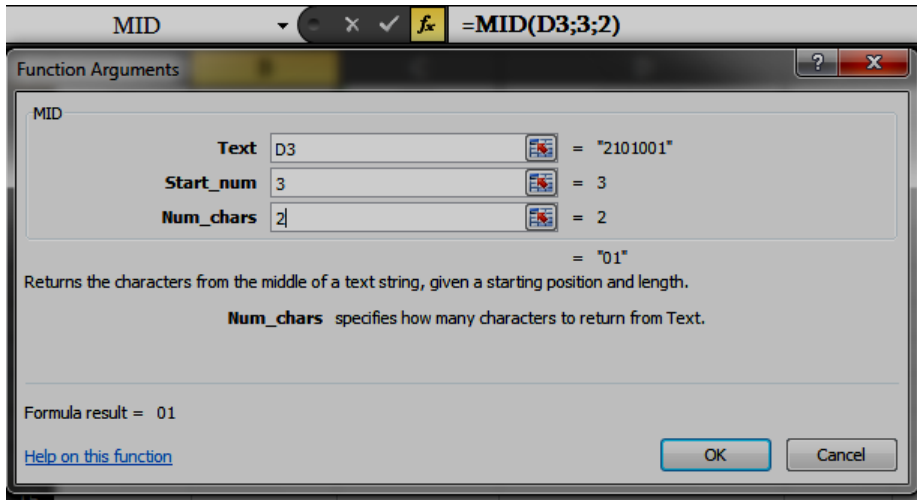 MID fx =MID(D3;3;2)
Function Arguments ? X
MID
Text D3 = "2101001"
Start_num 3 = 3
Num_chars 2 = 2
= "01"
Returns the characters from the middle of a text string, given a starting position and length.
Num_chars specifies how many characters to return from Text.
Formula result = 01
Help on this function OK Cancel